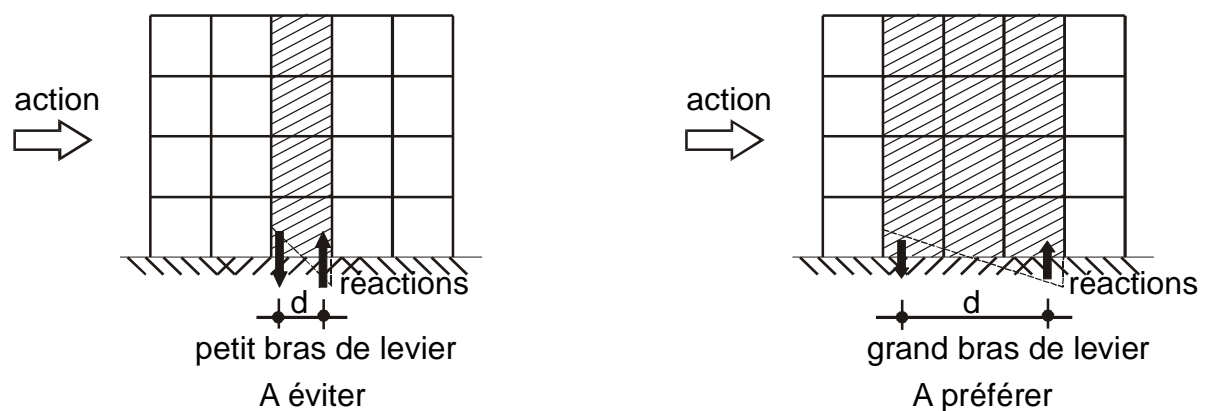 action
réactions
d
petit bras de levier
A éviter
action
réactions
d
grand bras de levier
A préférer